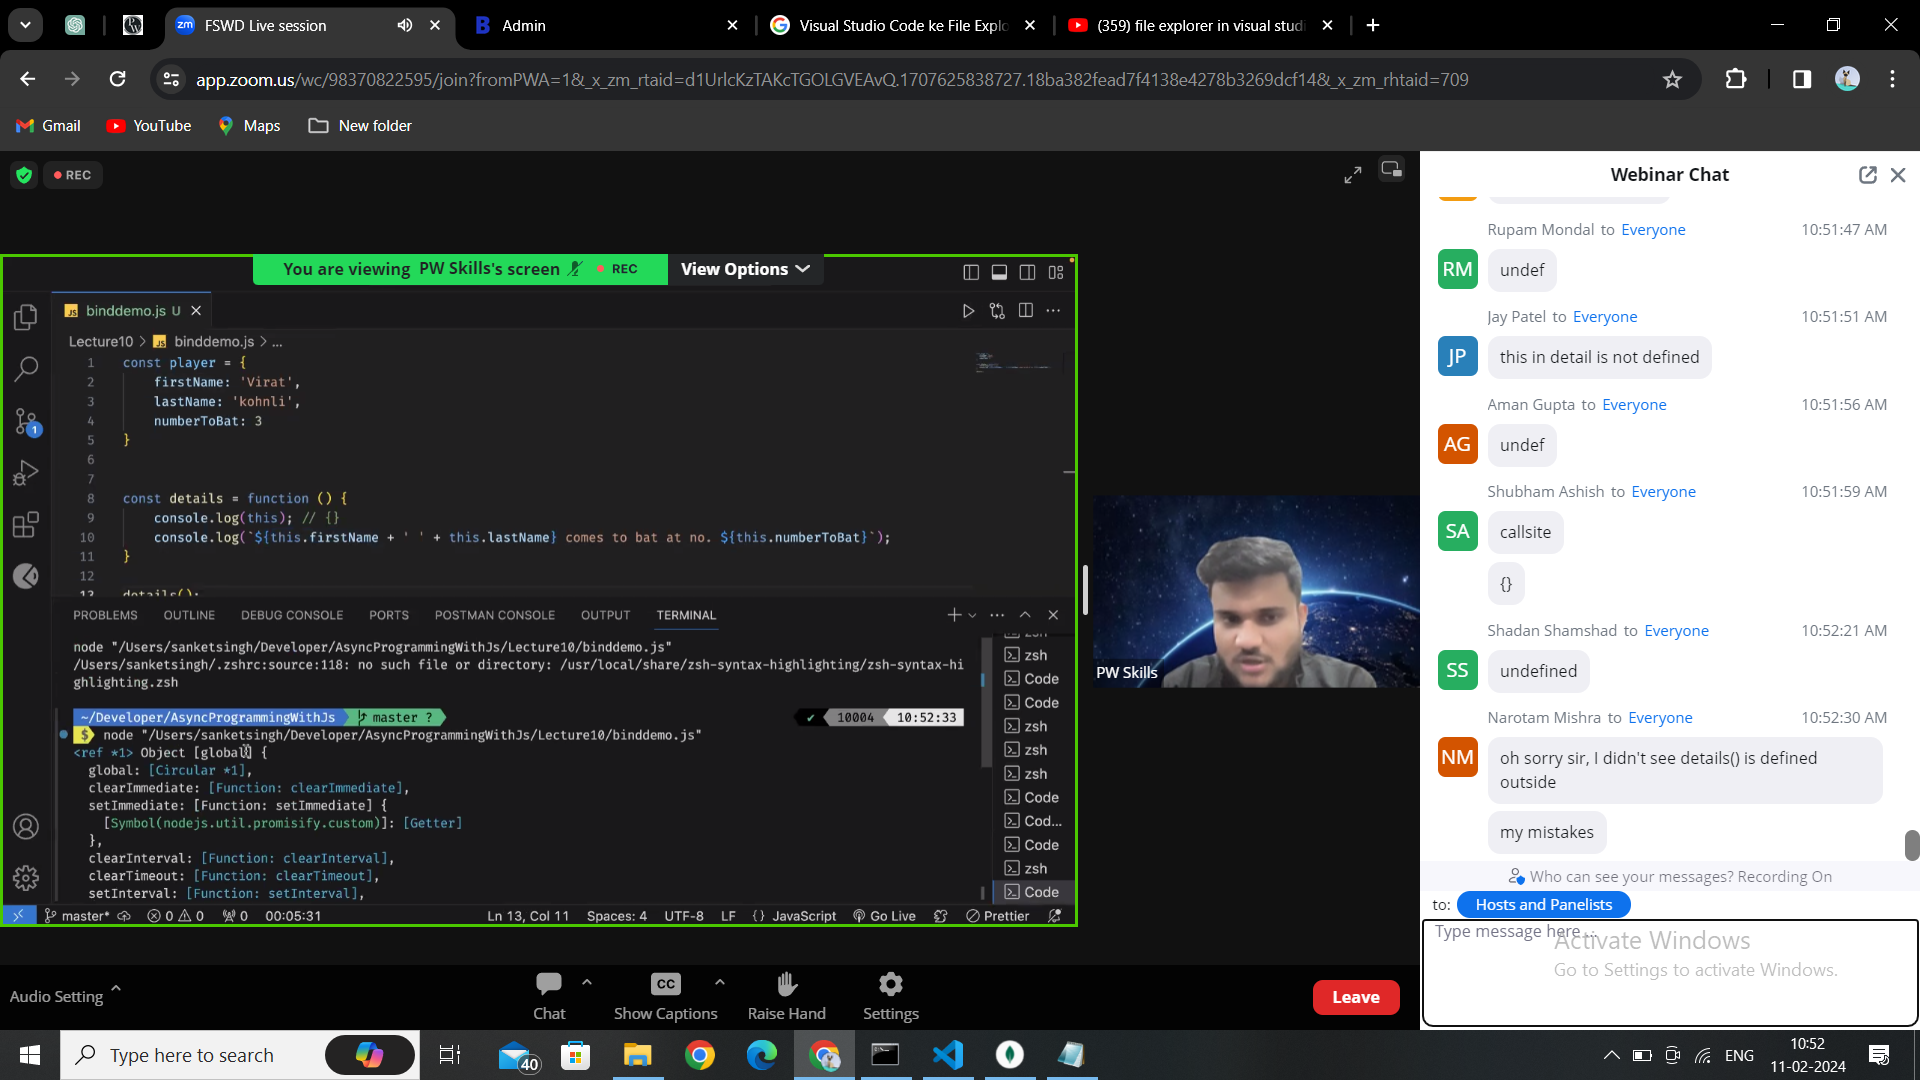 FSWD Live session
Admin
Visual Studio Code ke File Explo
(359) file explorer in visual studi
app.zoom.us/wc/98370822595/join?fromPWA=1&_x_zm_rtaid=d1UrlcKzTAKcTGOLGVEAvQ.1707625838727.18ba382fead7f4138e4278b3269dcf14&_x_zm_rhtaid=709
Gmail
YouTube
Maps
New folder
REC
You are viewing PW Skills's screen
REC
View Options
binddemo.js U
Lecture10 > JS binddemo.js > ...
1 const player = {
2 firstName: 'Virat',
3 lastName: 'kohnli',
4 numberToBat: 3
5 }
6
7
8 const details = function () {
9 console.log(this); // {}
10 console.log(`${this.firstName + ' ' + this.lastName} comes to bat at no. ${this.numberToBat}`);
11 }
12
13 details();
PROBLEMS OUTLINE DEBUG CONSOLE PORTS POSTMAN CONSOLE OUTPUT TERMINAL
node "/Users/sanketsingh/Developer/AsyncProgrammingWithJs/Lecture10/binddemo.js"
/Users/sanketsingh/.zshrc:source:118: no such file or directory: /usr/local/share/zsh-syntax-highlighting/zsh-syntax-hi
ghlighting.zsh
~/Developer/AsyncProgrammingWithJs master ? ✔ 10004 10:52:33
$ node "/Users/sanketsingh/Developer/AsyncProgrammingWithJs/Lecture10/binddemo.js"
<ref *1> Object [global] {
global: [Circular *1],
clearImmediate: [Function: clearImmediate],
setImmediate: [Function: setImmediate] {
[Symbol(nodejs.util.promisify.custom)]: [Getter]
},
clearInterval: [Function: clearInterval],
clearTimeout: [Function: clearTimeout],
setInterval: [Function: setInterval],
zsh
zsh
Code
Code
zsh
zsh
zsh
Code
Cod...
Code
zsh
Code
master* 0 0 0 00:05:31 Ln 13, Col 11 Spaces: 4 UTF-8 LF {} JavaScript Go Live Prettier
PW Skills
Webinar Chat
Rupam Mondal to Everyone 10:51:47 AM
RM
undef
Jay Patel to Everyone 10:51:51 AM
JP
this in detail is not defined
Aman Gupta to Everyone 10:51:56 AM
AG
undef
Shubham Ashish to Everyone 10:51:59 AM
SA
callsite
{}
Shadan Shamshad to Everyone 10:52:21 AM
SS
undefined
Narotam Mishra to Everyone 10:52:30 AM
NM
oh sorry sir, I didn't see details() is defined
outside
my mistakes
Who can see your messages? Recording On
to: Hosts and Panelists
Type message here ...
Activate Windows
Go to Settings to activate Windows.
Audio Setting
Chat
CC
Show Captions
Raise Hand
Settings
Leave
Type here to search
40
ENG
10:52
11-02-2024